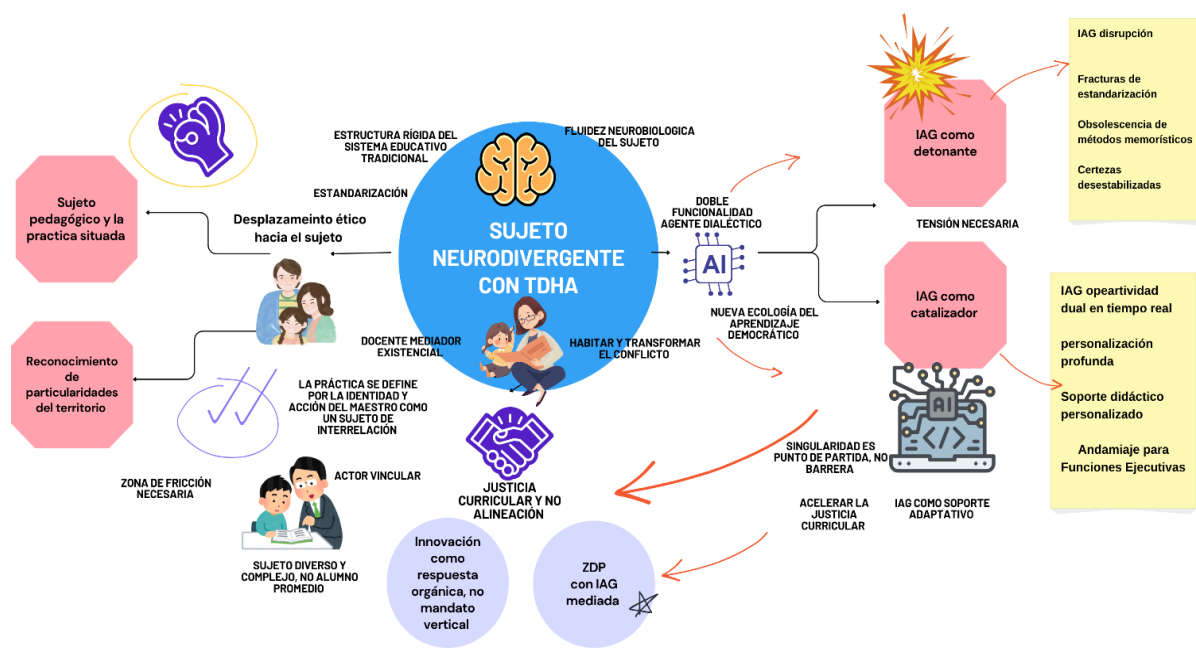 IAG disrupción
Fracturas de
estandarización
Obsolescencia de
métodos memorísticos
Certezas
desestabilizadas
IAG como
detonante
TENSIÓN NECESARIA
ESTRUCTURA RÍGIDA DEL
SISTEMA EDUCATIVO
TRADICIONAL
FLUIDEZ NEUROBIOLOGICA
DEL SUJETO
ESTANDARIZACIÓN
Sujeto
pedagógico y la
practica situada
Desplazameinto ético
hacia el sujeto
SUJETO
NEURODIVERGENTE
CON TDHA
DOBLE
FUNCIONALIDAD
AGENTE DIALÉCTICO
AI
IAG como
catalizador
IAG opeartividad
dual en tiempo real
personalización
profunda
Soporte didáctico
personalizado
Andamiaje para
Funciones Ejecutivas
NUEVA ECOLOGÍA DEL
APRENDIZAJE
DEMOCRÁTICO
DOCENTE MEDIADOR
EXISTENCIAL
HABITAR Y TRANSFORMAR
EL CONFLICTO
Reconocimiento
de
particularidades
del territorio
LA PRÁCTICA SE DEFINE
POR LA IDENTIDAD Y
ACCIÓN DEL MAESTRO COMO
UN SUJETO DE
INTERRELACIÓN
AI
</>
SINGULARIDAD ES
PUNTO DE PARTIDA, NO
BARRERA
ZONA DE FRICCIÓN
NECESARIA
ACTOR VINCULAR
JUSTICIA
CURRICULAR Y NO
ALINEACIÓN
ACELERAR LA
JUSTICIA
CURRICULAR
IAG COMO SOPORTE
ADAPTATIVO
SUJETO DIVERSO Y
COMPLEJO, NO ALUMNO
PROMEDIO
Innovación
como
respuesta
orgánica, no
mandato
vertical
ZDP
con IAG
mediada